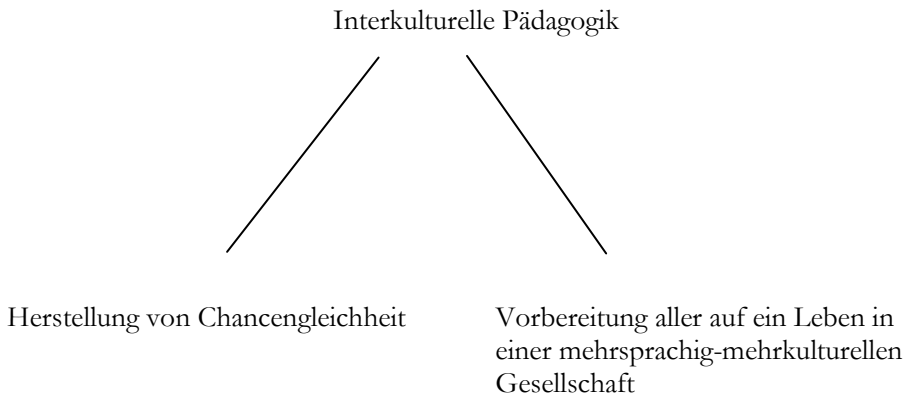 Interkulturelle Pädagogik
Herstellung von Chancengleichheit
Vorbereitung aller auf ein Leben in
einer mehrsprachig-mehrkulturellen
Gesellschaft